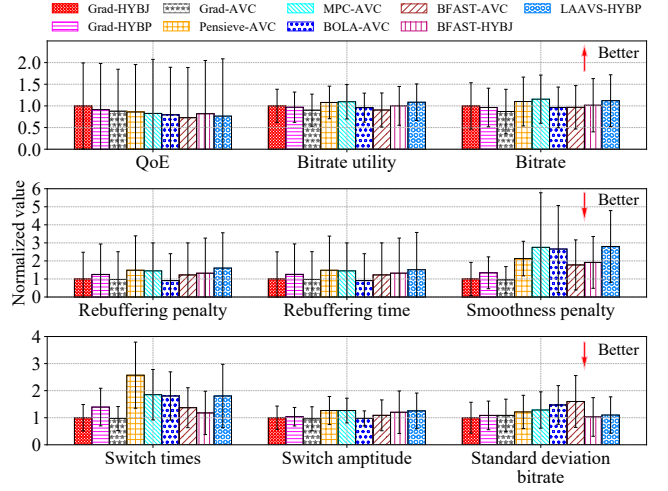 Grad-HYBJ Grad-AVC MPC-AVC BFAST-AVC LAAVS-HYBP
Grad-HYBP Pensieve-AVC BOLA-AVC BFAST-HYBJ
2.0
1.5
1.0
0.5
0.0
Better
QoE Bitrate utility Bitrate
Normalized value
6
5
4
3
2
1
0
Better
Rebuffering penalty Rebuffering time Smoothness penalty
4
3
2
1
0
Better
Switch times Switch amplitude Standard deviation
bitrate